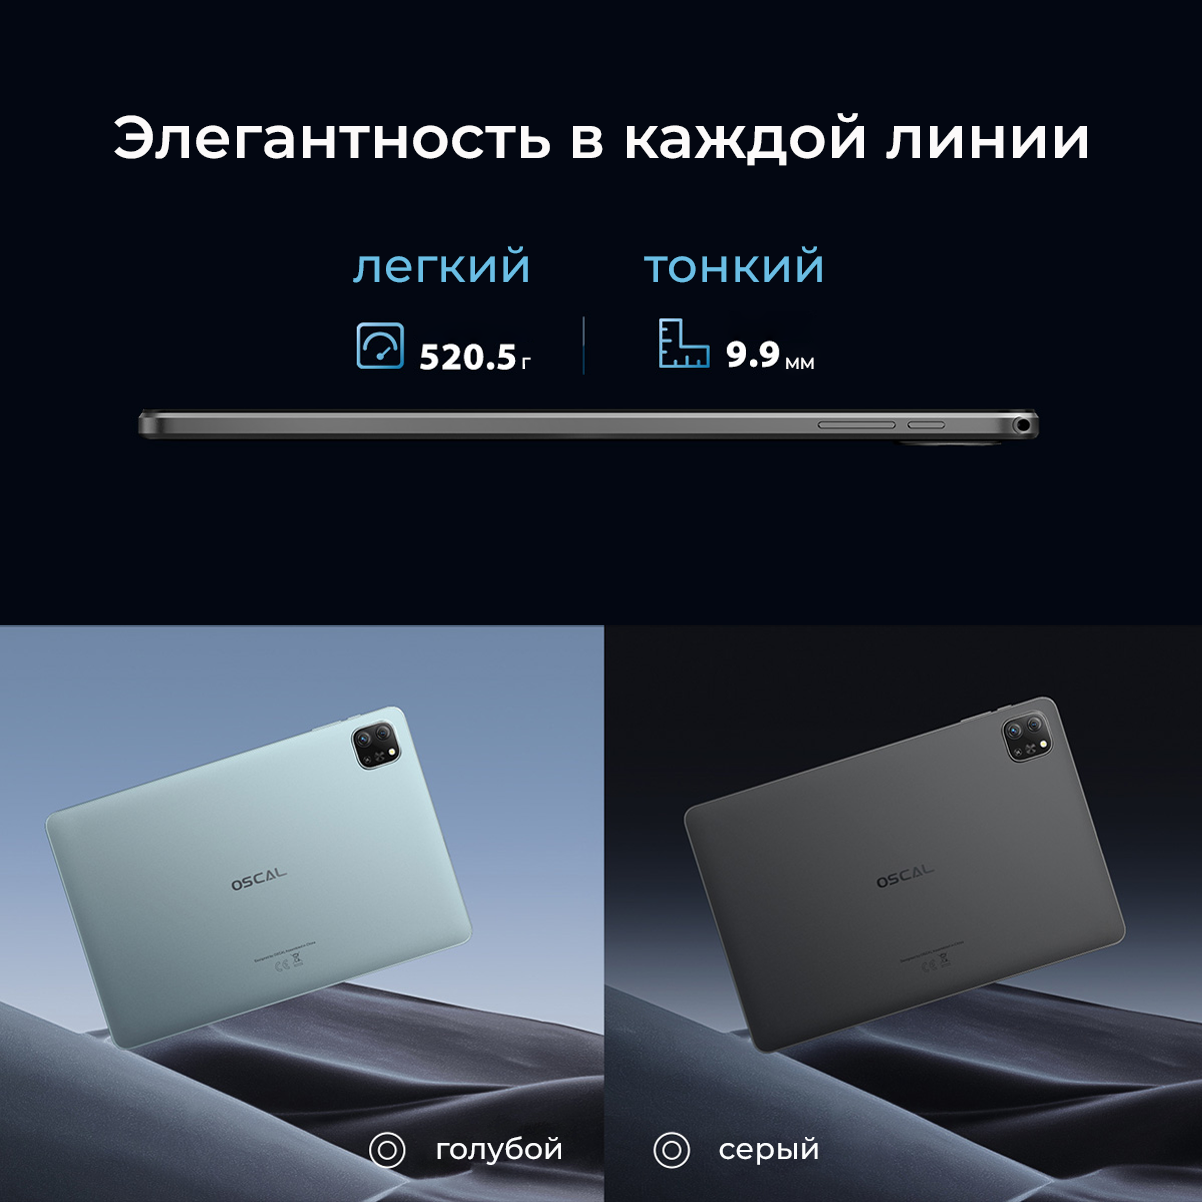 Элегантность в каждой линии
легкий
тонкий
520.5 г
9.9 мм
OSCAL
OSCAL
голубой
серый